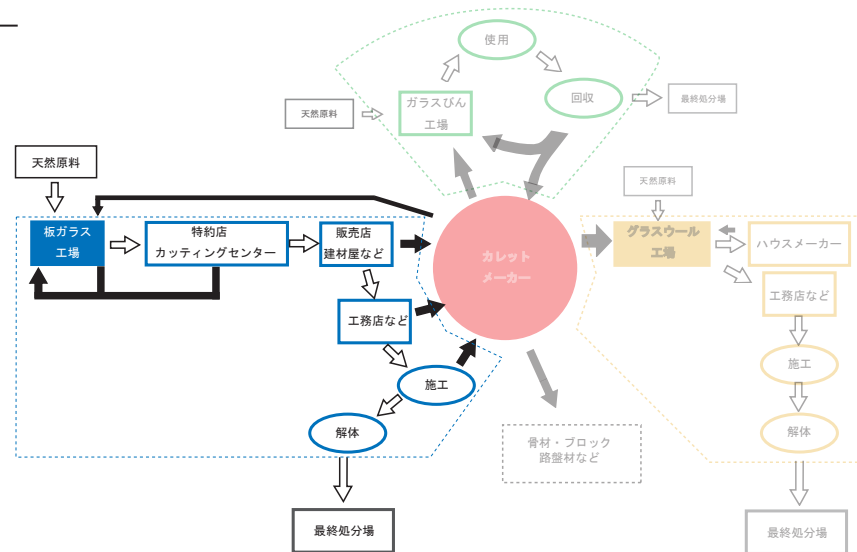 使用
回収
ガラスびん
工場
天然原料
最終処分場
天然原料
板ガラス
工場
特約店
カッティングセンター
販売店
建材屋など
工務店など
施工
解体
最終処分場
カレット
メーカー
骨材・ブロック
路盤材など
天然原料
グラスウール
工場
ハウスメーカー
工務店など
施工
解体
最終処分場